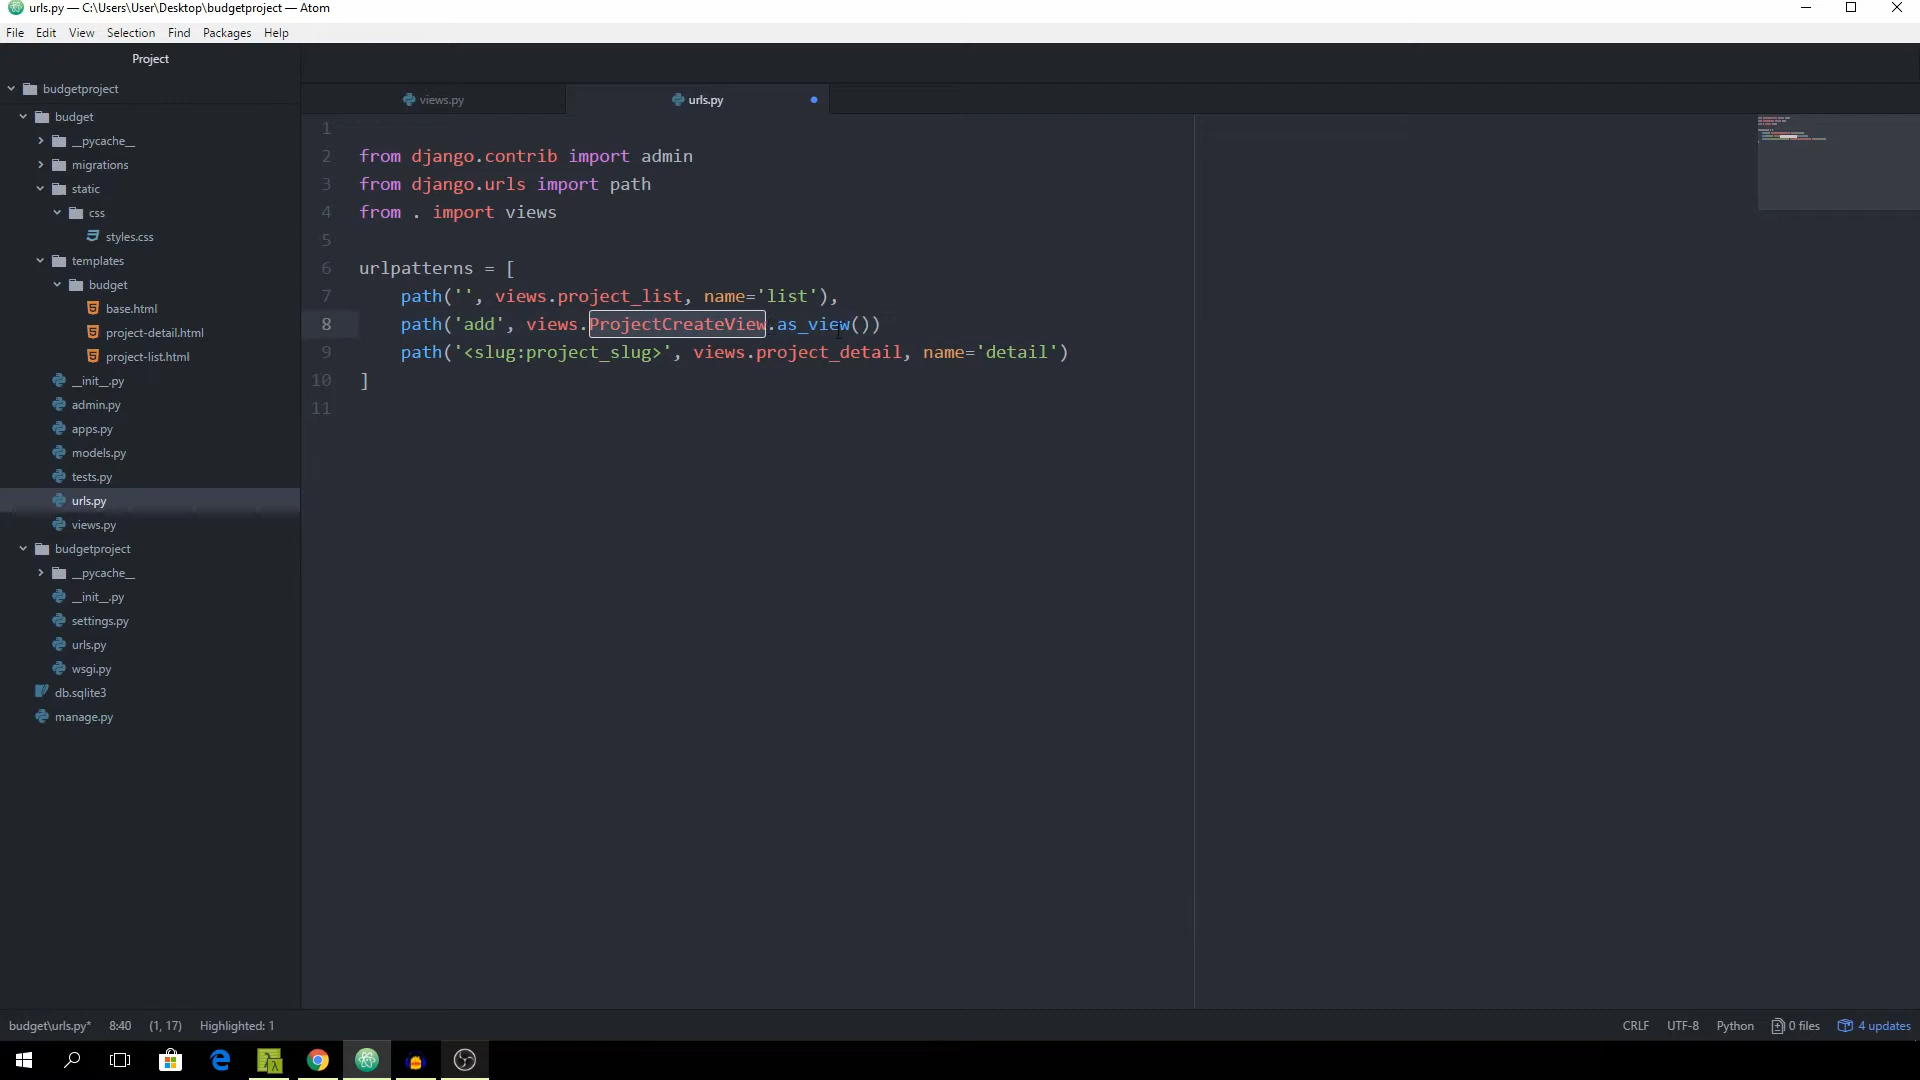 urls.py — C:\Users\User\Desktop\budgetproject — Atom
File Edit View Selection Find Packages Help
Project
budgetproject
budget
__pycache__
migrations
static
css
styles.css
templates
budget
base.html
project-detail.html
project-list.html
__init__.py
admin.py
apps.py
models.py
tests.py
urls.py
views.py
budgetproject
__pycache__
__init__.py
settings.py
urls.py
wsgi.py
db.sqlite3
manage.py
views.py urls.py
1
2 from django.contrib import admin
3 from django.urls import path
4 from . import views
5
6 urlpatterns = [
7 path('', views.project_list, name='list'),
8 path('add', views.ProjectCreateView.as_view())
9 path('<slug:project_slug>', views.project_detail, name='detail')
10 ]
11
budget\urls.py* 8:40 (1, 17) Highlighted: 1 CRLF UTF-8 Python 0 files 4 updates